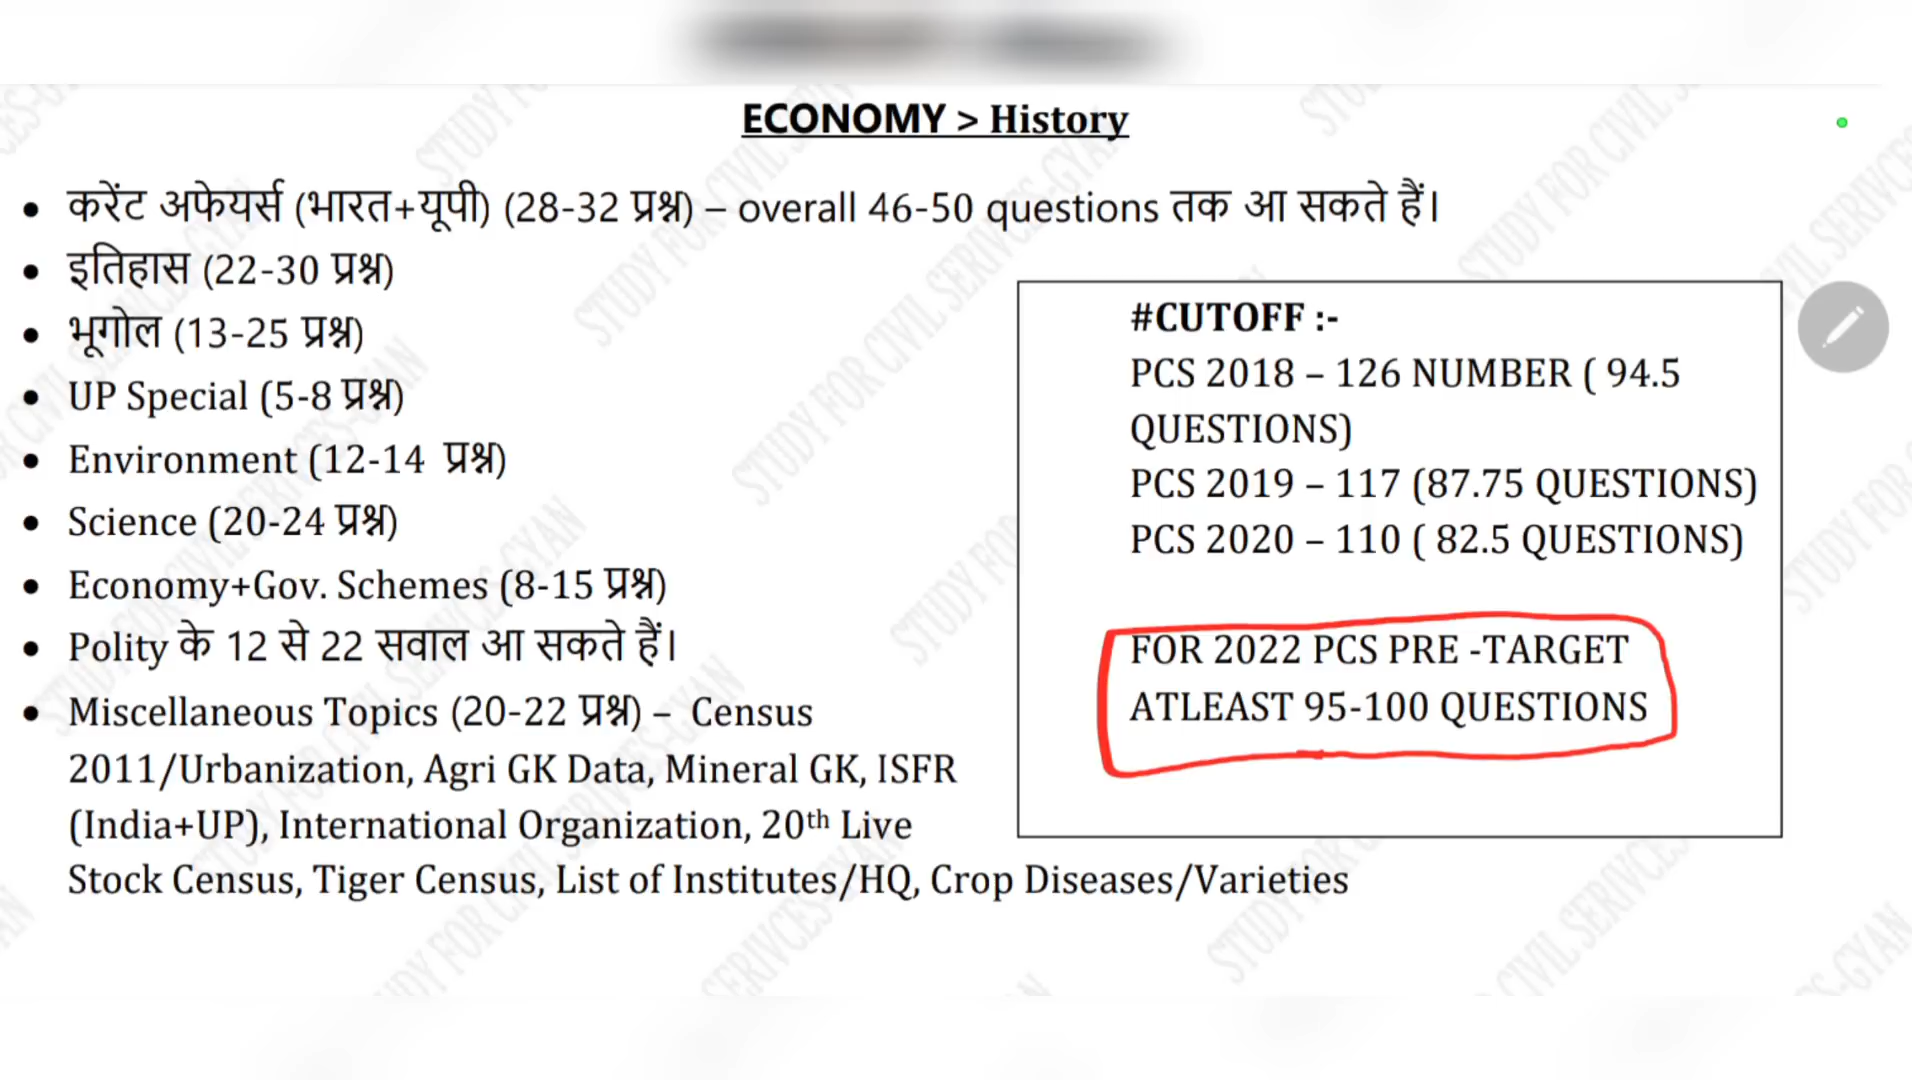 ECONOMY > History
• करेंट अफेयर्स (भारत+यूपी) (28-32 प्रश्न) – overall 46-50 questions तक आ सकते हैं।
• इतिहास (22-30 प्रश्न)
• भूगोल (13-25 प्रश्न)
• UP Special (5-8 प्रश्न)
• Environment (12-14 प्रश्न)
• Science (20-24 प्रश्न)
• Economy+Gov. Schemes (8-15 प्रश्न)
• Polity के 12 से 22 सवाल आ सकते हैं।
• Miscellaneous Topics (20-22 प्रश्न) – Census
2011/Urbanization, Agri GK Data, Mineral GK, ISFR
(India+UP), International Organization, 20th Live
Stock Census, Tiger Census, List of Institutes/HQ, Crop Diseases/Varieties
#CUTOFF :-
PCS 2018 – 126 NUMBER ( 94.5
QUESTIONS)
PCS 2019 – 117 (87.75 QUESTIONS)
PCS 2020 – 110 ( 82.5 QUESTIONS)
FOR 2022 PCS PRE -TARGET
ATLEAST 95-100 QUESTIONS
STUDY FOR CIVIL SERIVCES-GYAN